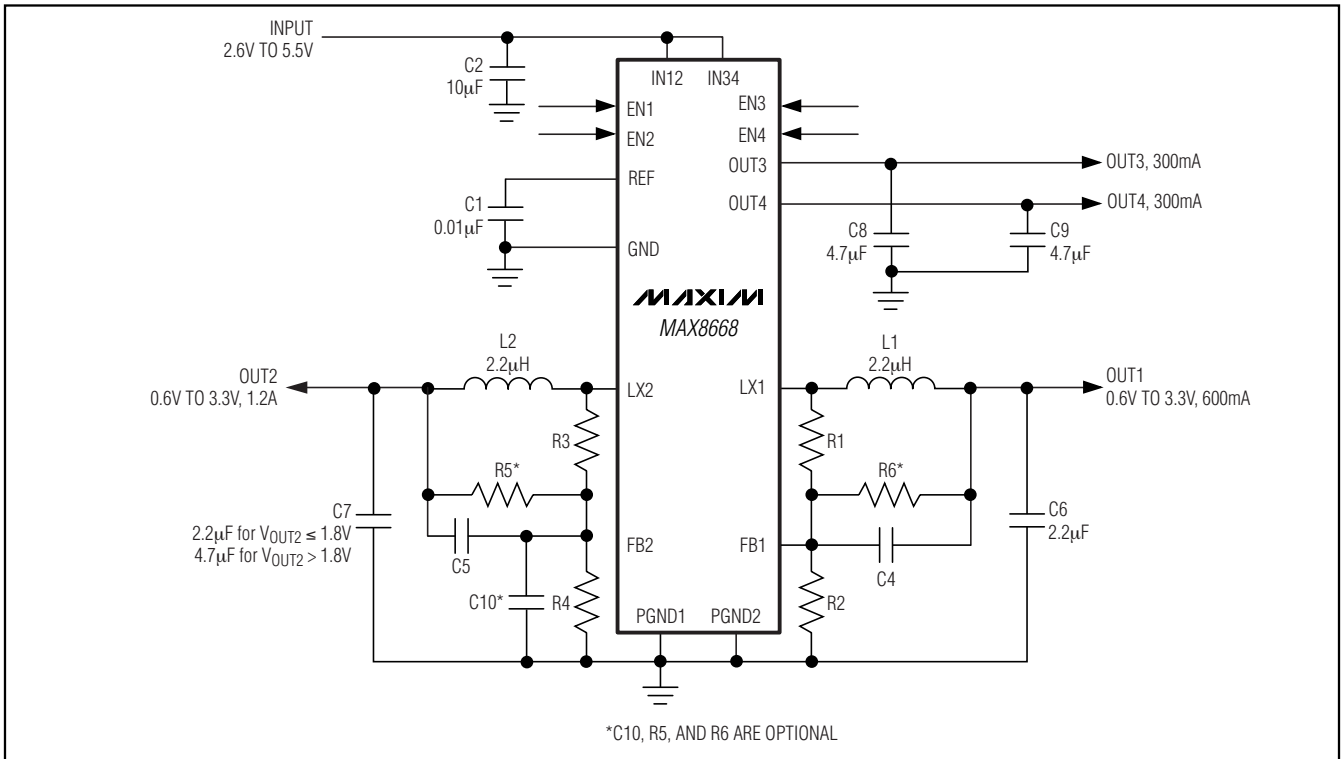 INPUT
2.6V TO 5.5V
C2
10µF
IN12
IN34
EN1
EN2
EN3
EN4
REF
OUT3
OUT3, 300mA
OUT4
OUT4, 300mA
C1
0.01µF
GND
C8
4.7µF
C9
4.7µF
MAXIM
MAX8668
L2
2.2µH
L1
2.2µH
OUT2
0.6V TO 3.3V, 1.2A
LX2
LX1
OUT1
0.6V TO 3.3V, 600mA
R3
R1
R5*
R6*
C7
2.2µF for VOUT2 ≤ 1.8V
4.7µF for VOUT2 > 1.8V
C6
2.2µF
C5
FB2
FB1
C4
C10*
R4
R2
PGND1
PGND2
*C10, R5, AND R6 ARE OPTIONAL